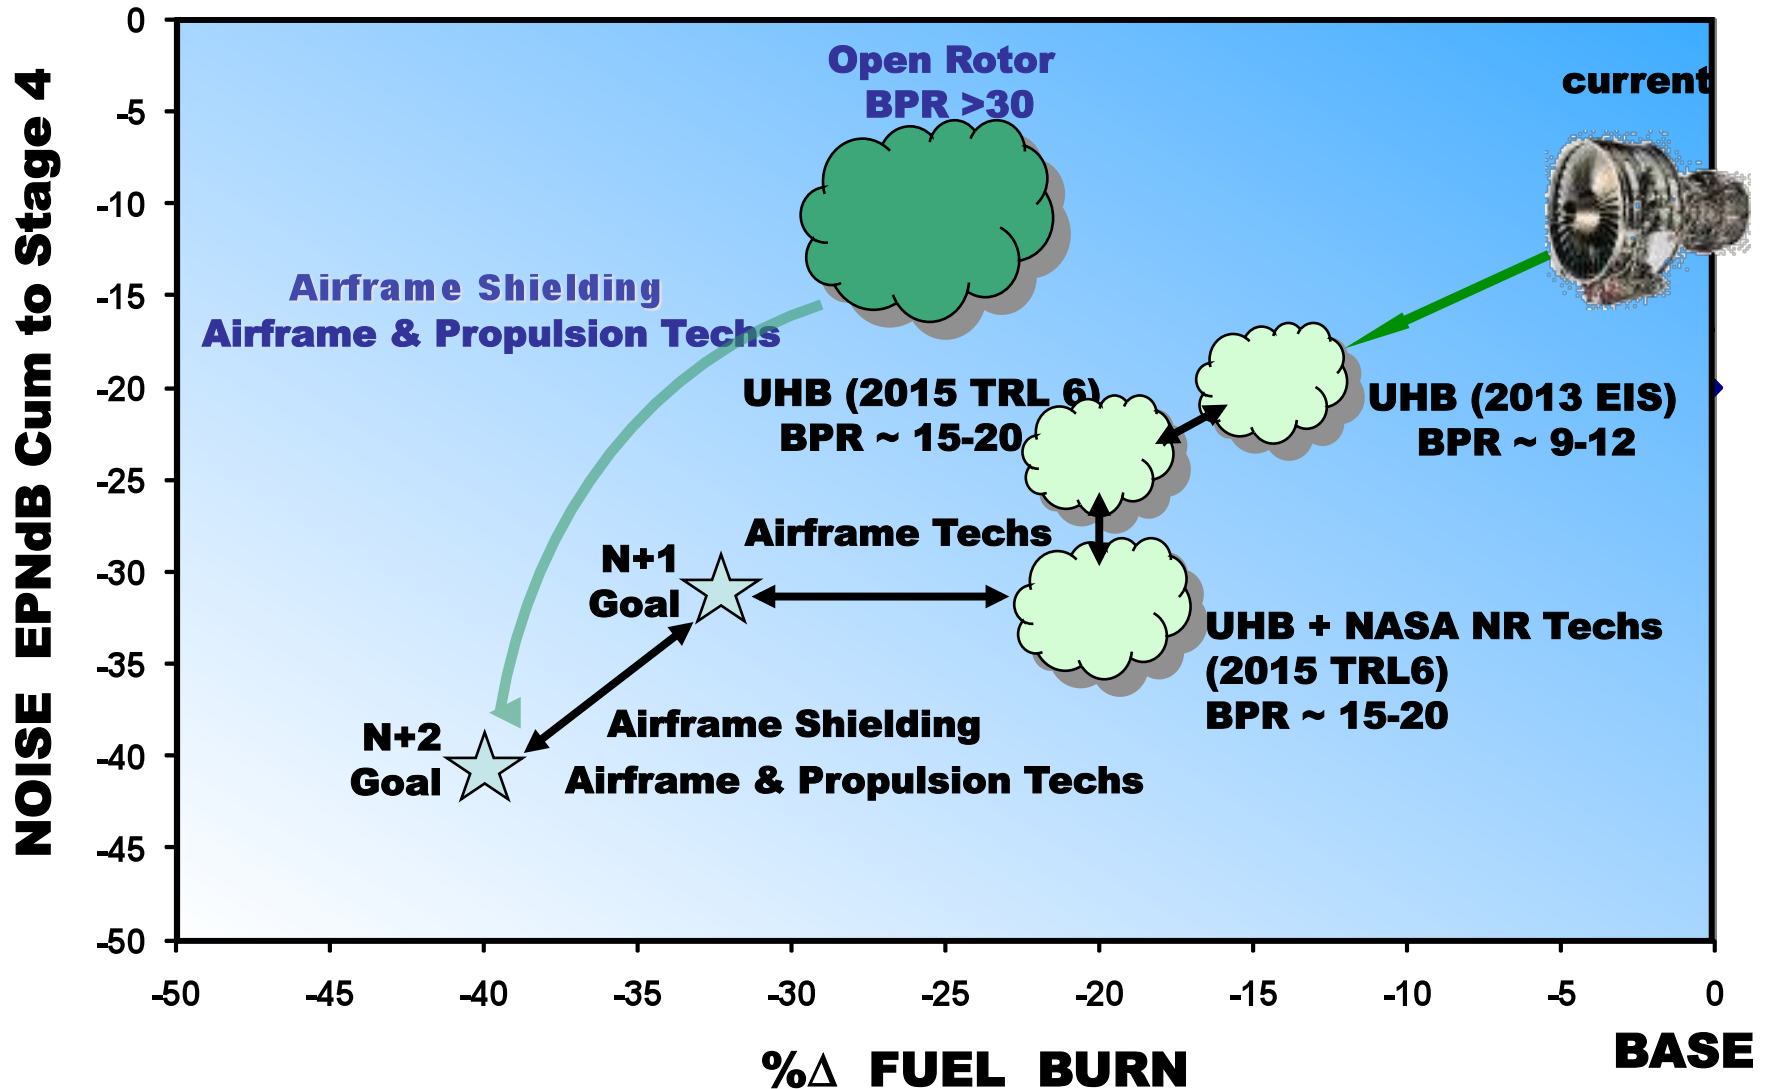 NOISE EPNdB Cum to Stage 4
0
-5
-10
-15
-20
-25
-30
-35
-40
-45
-50
Open Rotor
BPR >30
current
Airframe Shielding
Airframe & Propulsion Techs
UHB (2015 TRL 6)
BPR ~ 15-20
UHB (2013 EIS)
BPR ~ 9-12
Airframe Techs
N+1
Goal
UHB + NASA NR Techs
(2015 TRL6)
BPR ~ 15-20
N+2
Goal
Airframe Shielding
Airframe & Propulsion Techs
-50 -45 -40 -35 -30 -25 -20 -15 -10 -5 0
BASE
%Δ FUEL BURN